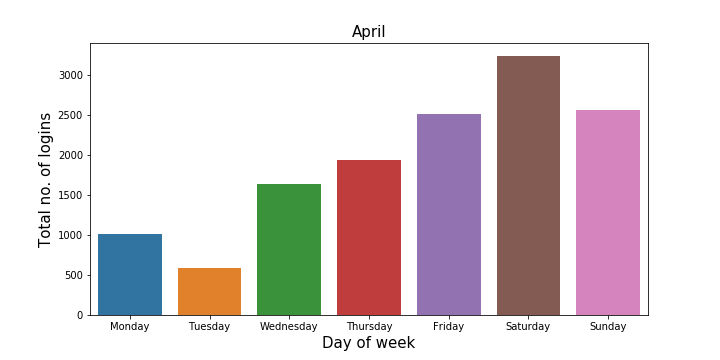 April
Total no. of logins
3000
2500
2000
1500
1000
500
0
Monday Tuesday Wednesday Thursday Friday Saturday Sunday
Day of week